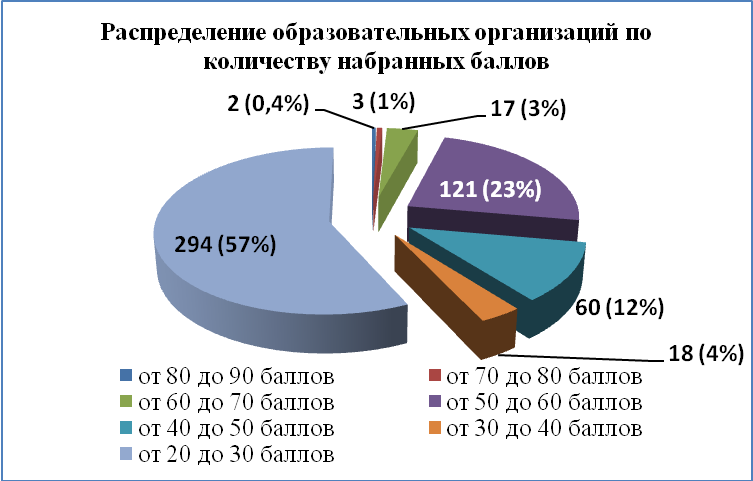 Распределение образовательных организаций по
количеству набранных баллов
2 (0,4%)
3 (1%)
17 (3%)
121 (23%)
294 (57%)
60 (12%)
18 (4%)
от 80 до 90 баллов
от 70 до 80 баллов
от 60 до 70 баллов
от 50 до 60 баллов
от 40 до 50 баллов
от 30 до 40 баллов
от 20 до 30 баллов